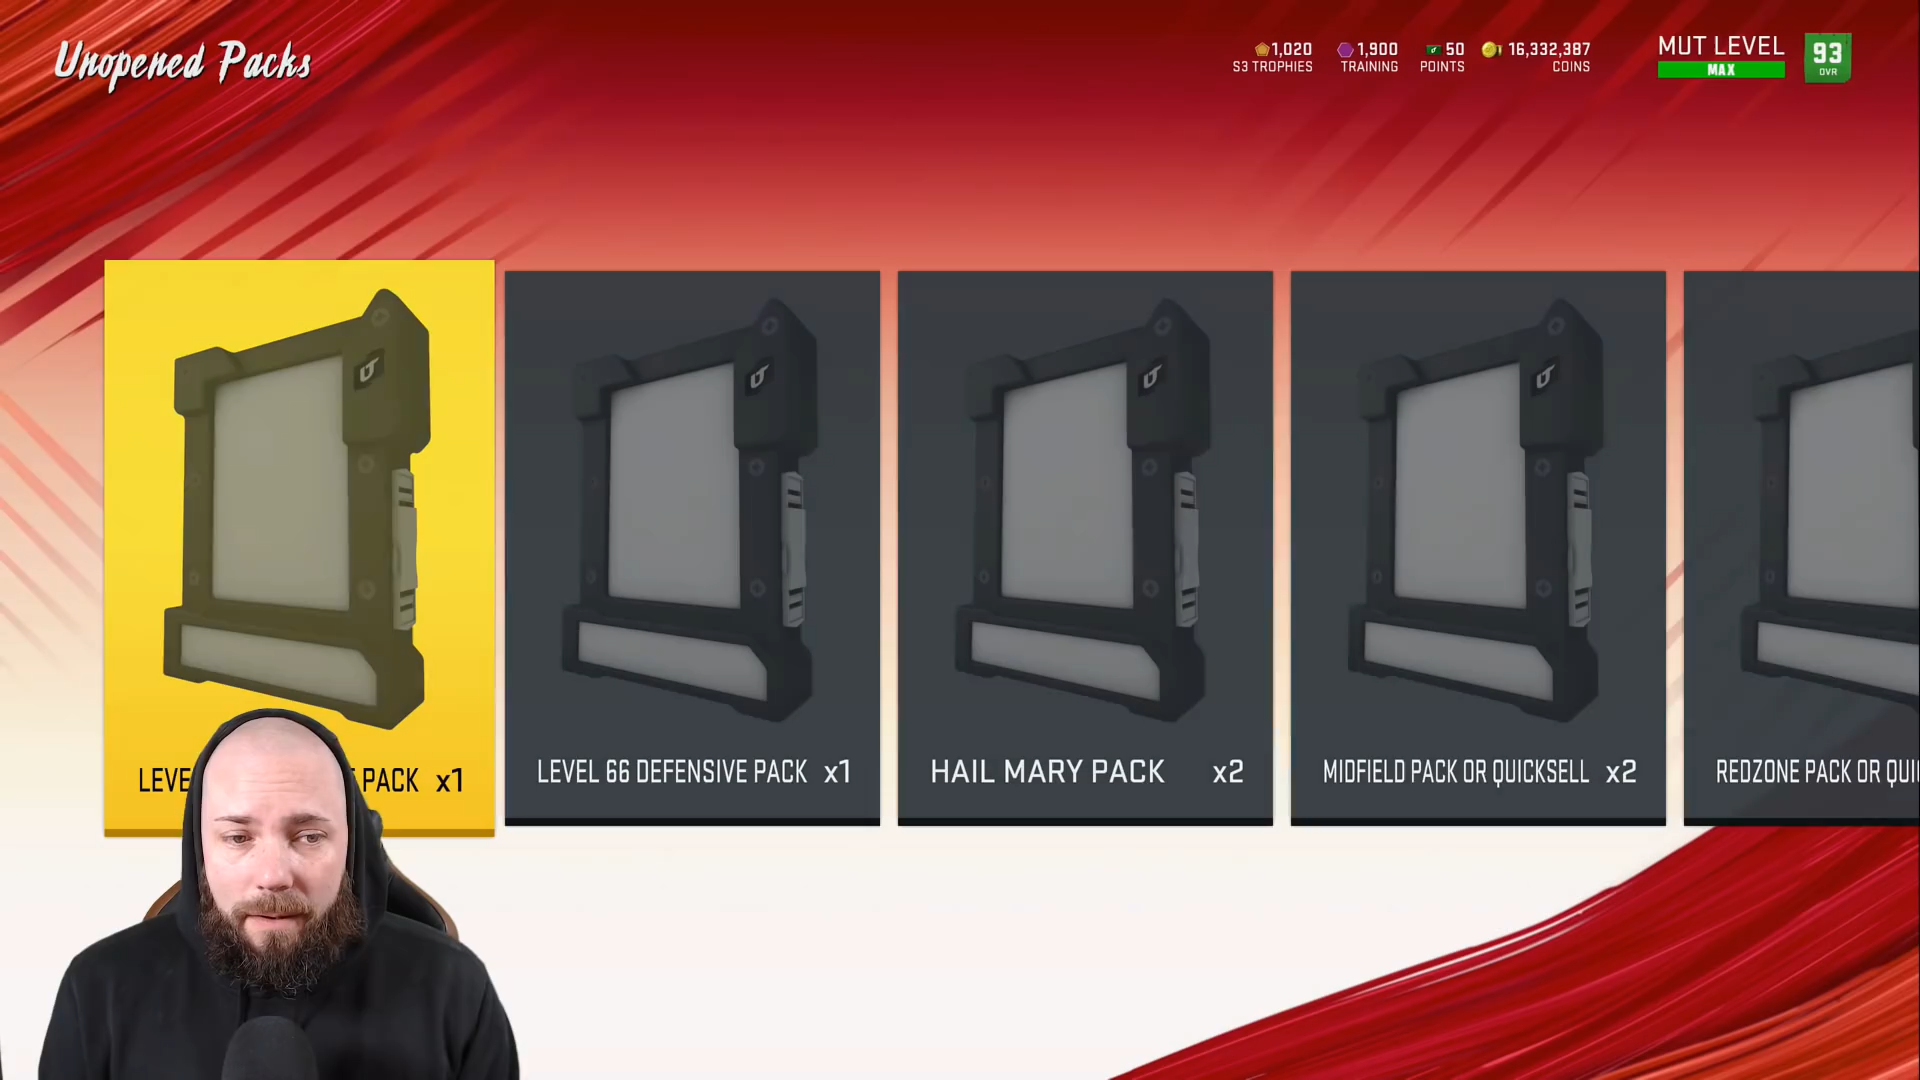 Unopened Packs
1,020
S3 TROPHIES
1,900
TRAINING
50
POINTS
16,332,387
COINS
MUT LEVEL
MAX
93
OVR
LEVE PACK x1
LEVEL 66 DEFENSIVE PACK x1
HAIL MARY PACK x2
MIDFIELD PACK OR QUICKSELL x2
REDZONE PACK OR QUI